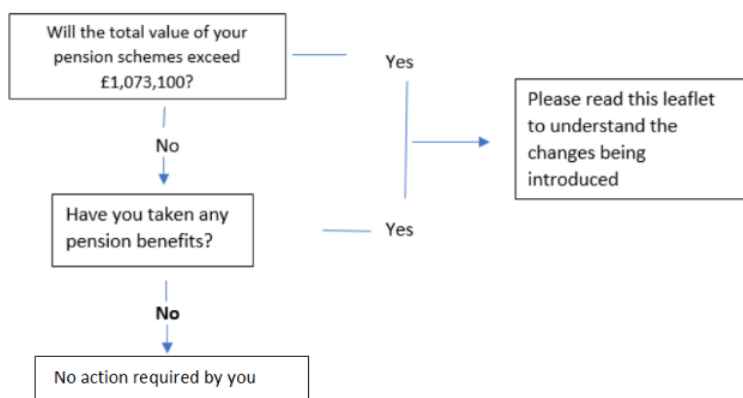 Will the total value of your
pension schemes exceed
£1,073,100?
Yes
No
Please read this leaflet
to understand the
changes being
introduced
Have you taken any
pension benefits?
Yes
No
No action required by you